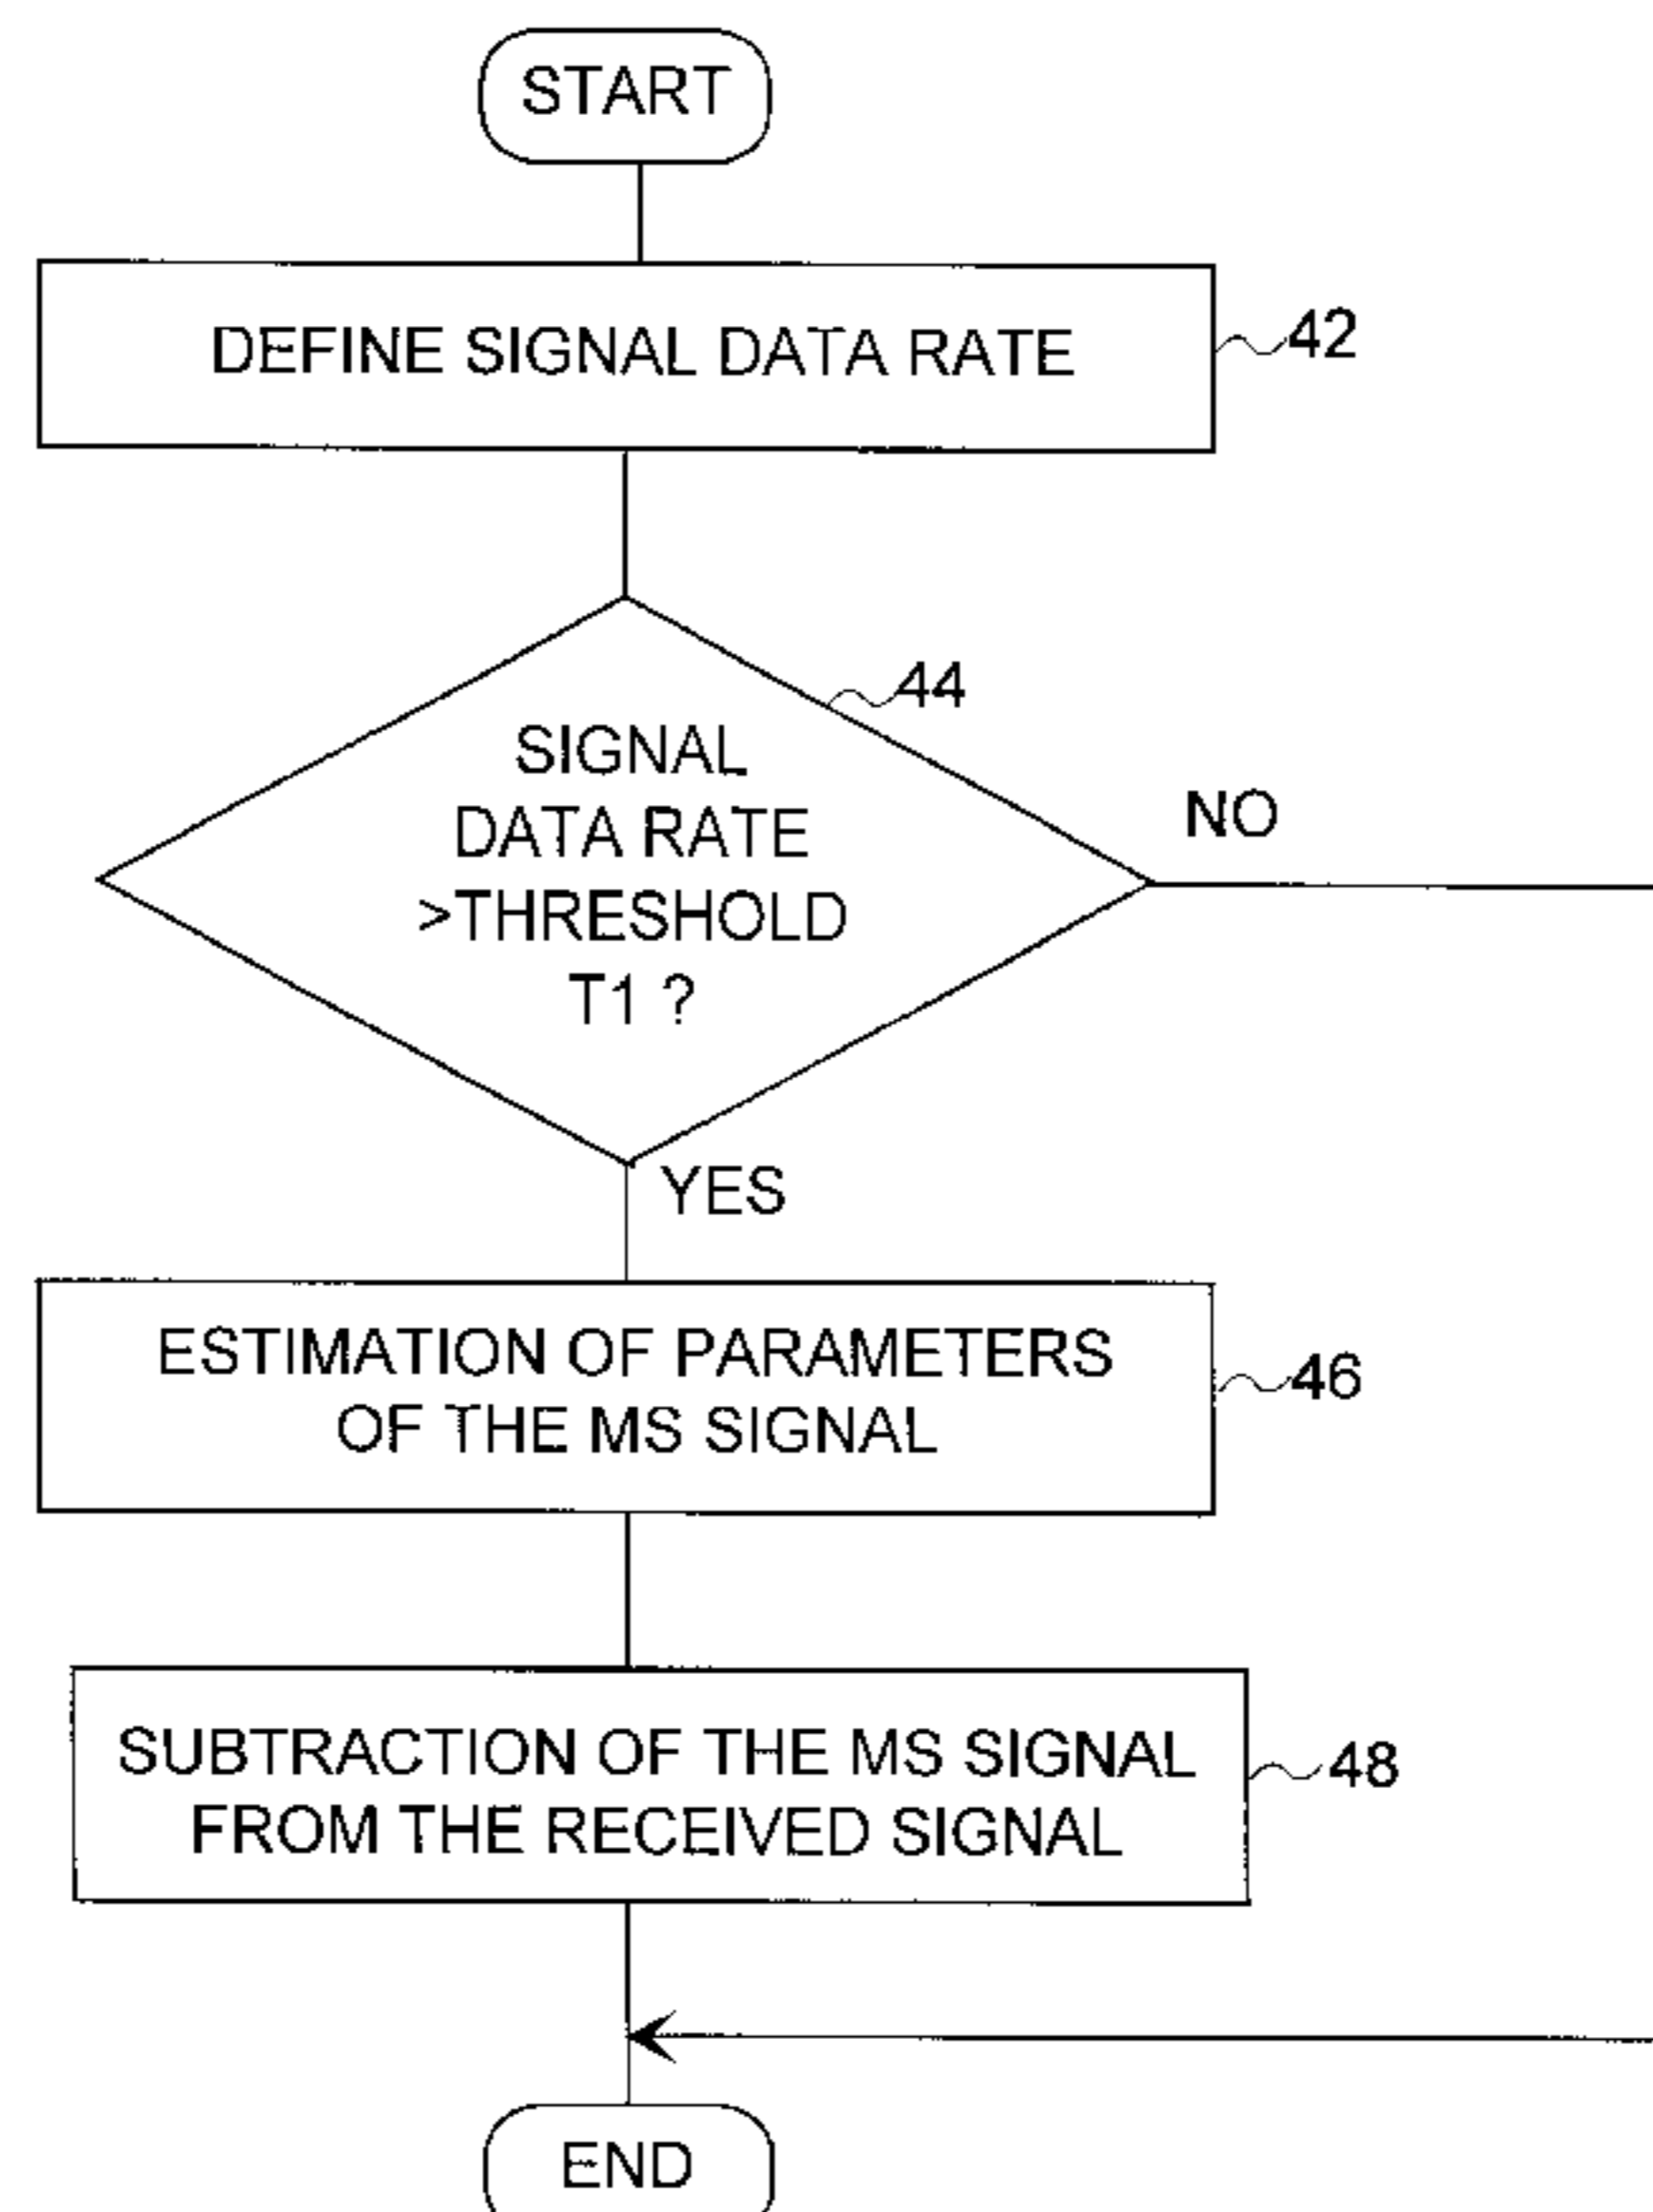 START
DEFINE SIGNAL DATA RATE
42
44
SIGNAL
DATA RATE
>THRESHOLD
T1 ?
NO
YES
ESTIMATION OF PARAMETERS
OF THE MS SIGNAL
46
SUBTRACTION OF THE MS SIGNAL
FROM THE RECEIVED SIGNAL
48
END